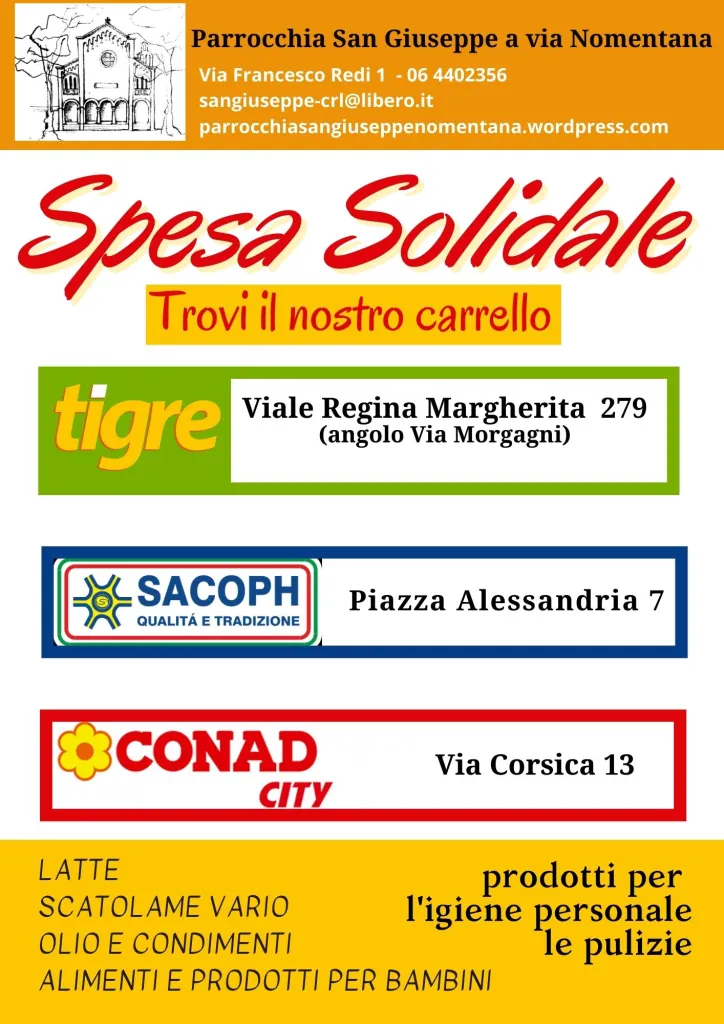 Parrocchia San Giuseppe a via Nomentana
Via Francesco Redi 1 - 06 4402356
sangiuseppe-crl@libero.it
parrocchiasangiuseppenomentana.wordpress.com
Spesa Solidale
Trovi il nostro carrello
tigre
Viale Regina Margherita 279
(angolo Via Morgagni)
SACOPH
QUALITÁ E TRADIZIONE
Piazza Alessandria 7
CONAD
CITY
Via Corsica 13
LATTE
SCATOLAME VARIO
OLIO E CONDIMENTI
ALIMENTI E PRODOTTI PER BAMBINI
prodotti per
l'igiene personale
le pulizie